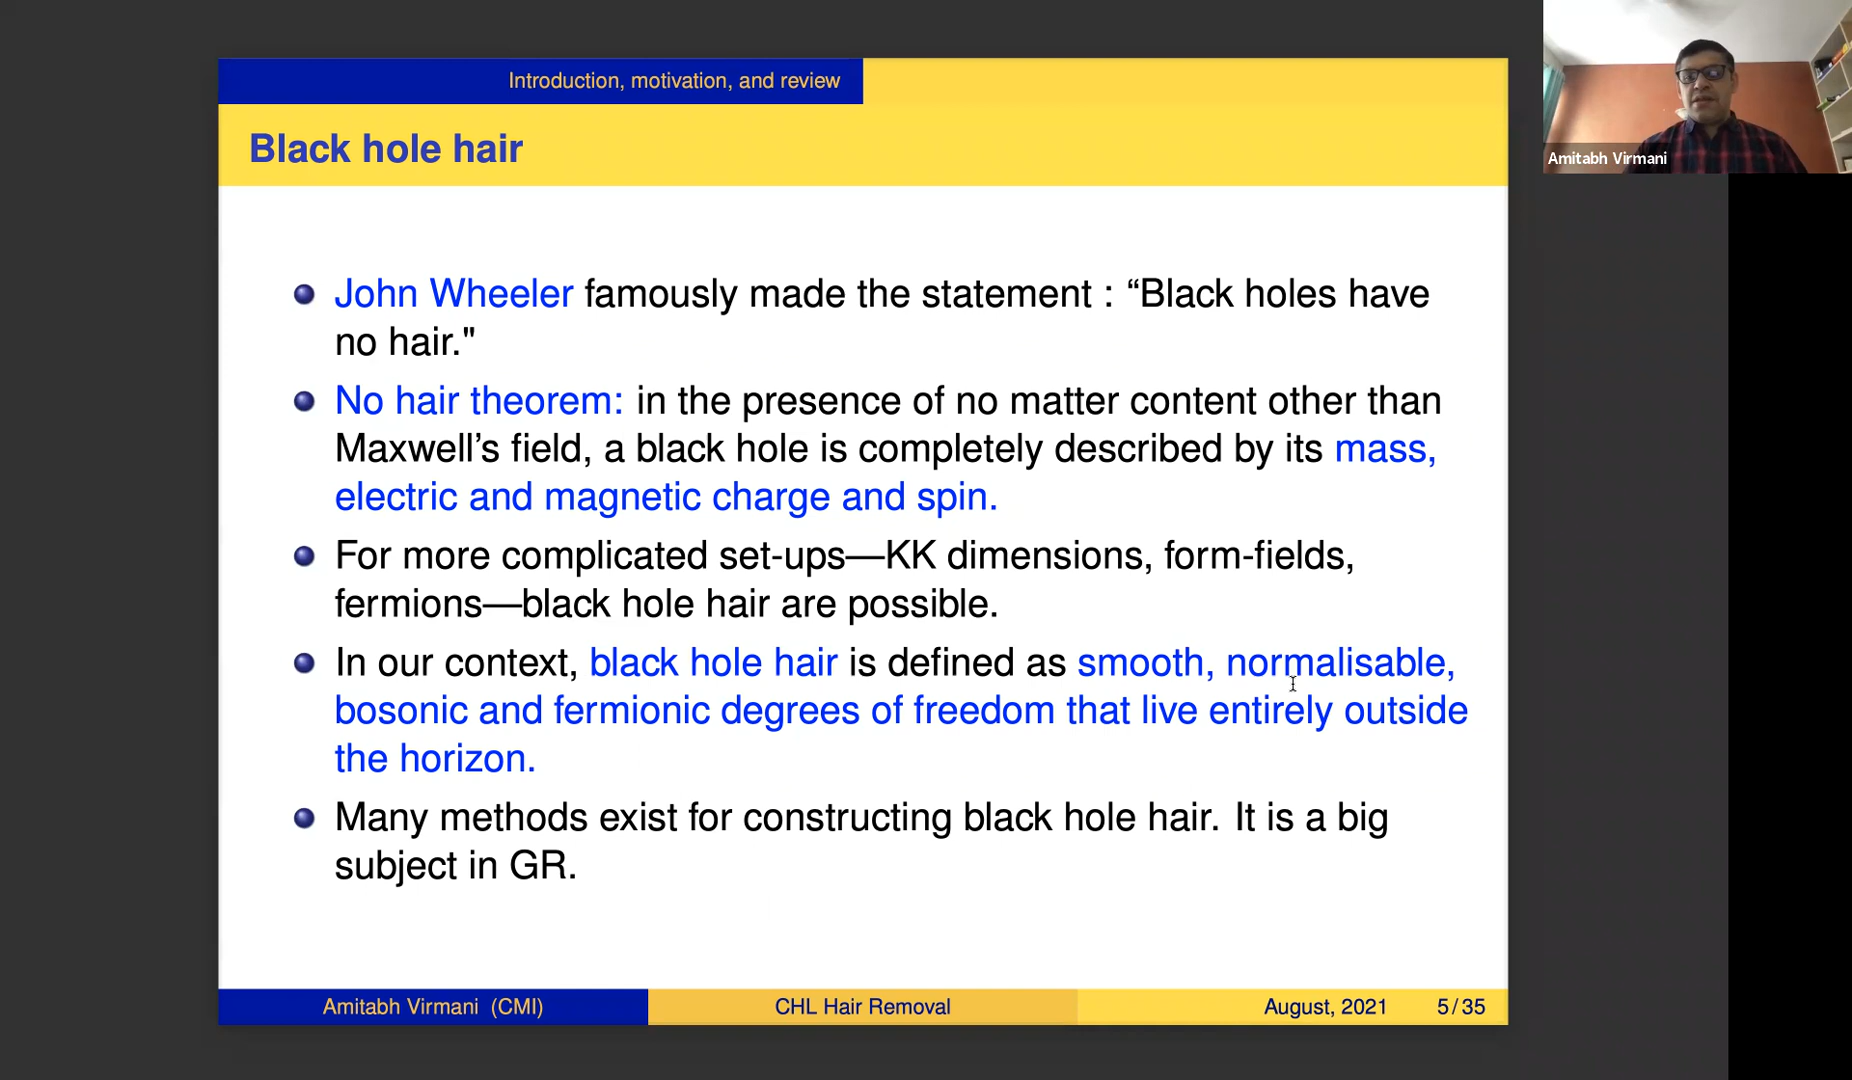 Introduction, motivation, and review
Black hole hair
John Wheeler famously made the statement : “Black holes have
no hair."
No hair theorem: in the presence of no matter content other than
Maxwell’s field, a black hole is completely described by its mass,
electric and magnetic charge and spin.
For more complicated set-ups—KK dimensions, form-fields,
fermions—black hole hair are possible.
In our context, black hole hair is defined as smooth, normalisable,
bosonic and fermionic degrees of freedom that live entirely outside
the horizon.
Many methods exist for constructing black hole hair. It is a big
subject in GR.
Amitabh Virmani (CMI) CHL Hair Removal August, 2021 5/35
Amitabh Virmani